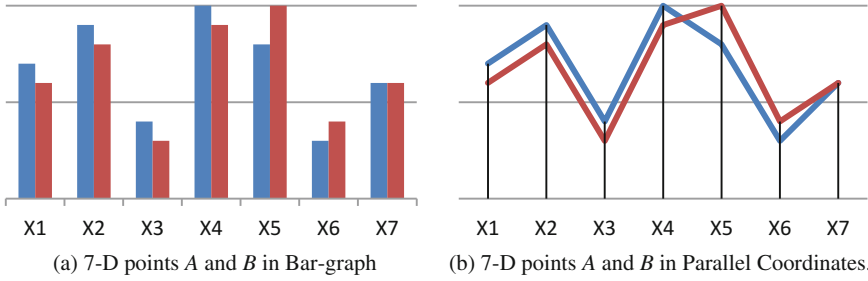 X1 X2 X3 X4 X5 X6 X7
(a) 7-D points A and B in Bar-graph
X1 X2 X3 X4 X5 X6 X7
(b) 7-D points A and B in Parallel Coordinates.